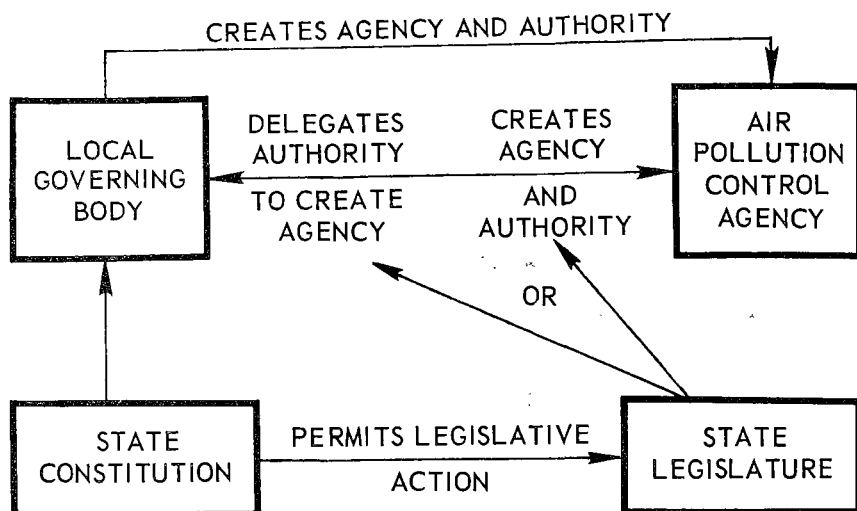 CREATES AGENCY AND AUTHORITY
LOCAL
GOVERNING
BODY
DELEGATES
AUTHORITY
TO CREATE
AGENCY
CREATES
AGENCY
AND
AUTHORITY
AIR
POLLUTION
CONTROL
AGENCY
OR
STATE
CONSTITUTION
PERMITS LEGISLATIVE
ACTION
STATE
LEGISLATURE